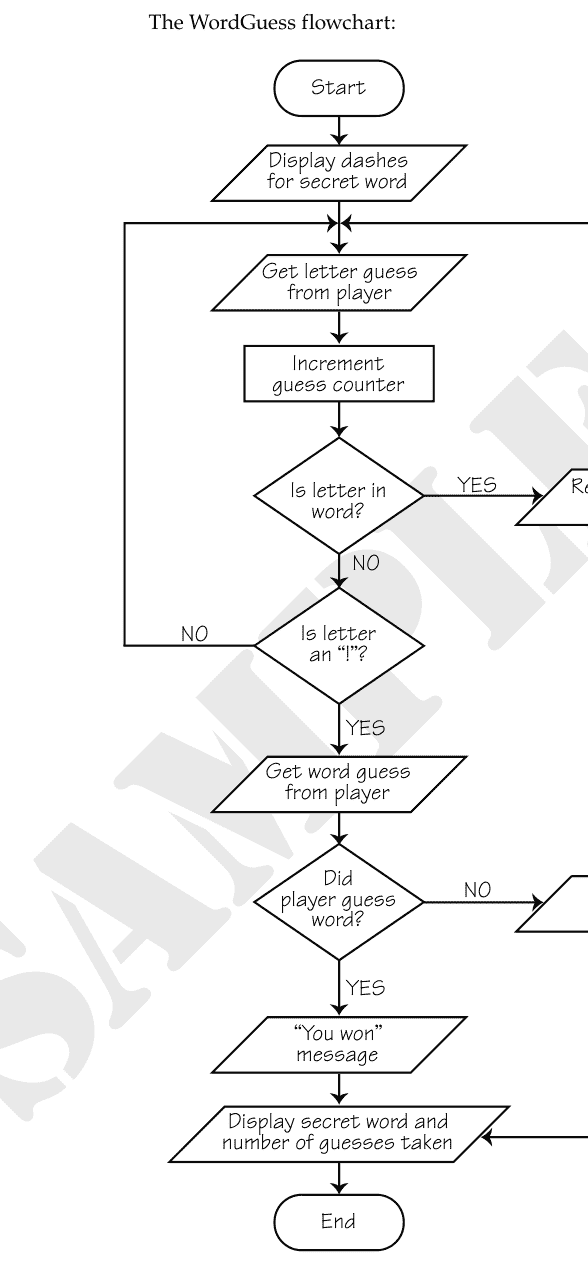 The WordGuess flowchart:
Start
Display dashes
for secret word
Get letter guess
from player
Increment
guess counter
Is letter in
word?
YES
NO
Is letter
an “!”?
NO
YES
Get word guess
from player
Did
player guess
word?
NO
YES
“You won”
message
Display secret word and
number of guesses taken
End
SAMPLE